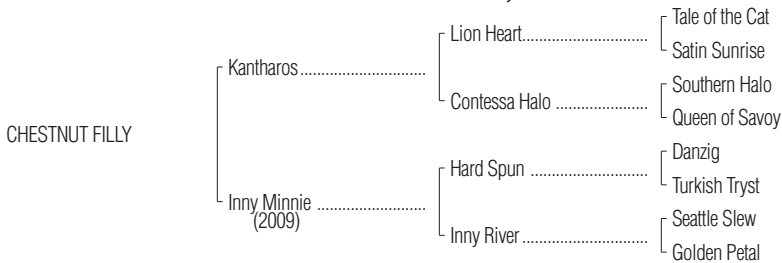 Tale of the Cat
Lion Heart..............................
Satin Sunrise
Kantharos..............................
Southern Halo
Contessa Halo ......................
Queen of Savoy
CHESTNUT FILLY
Danzig
Hard Spun ............................
Turkish Tryst
Inny Minnie ..........................
(2009)
Seattle Slew
Inny River..............................
Golden Petal